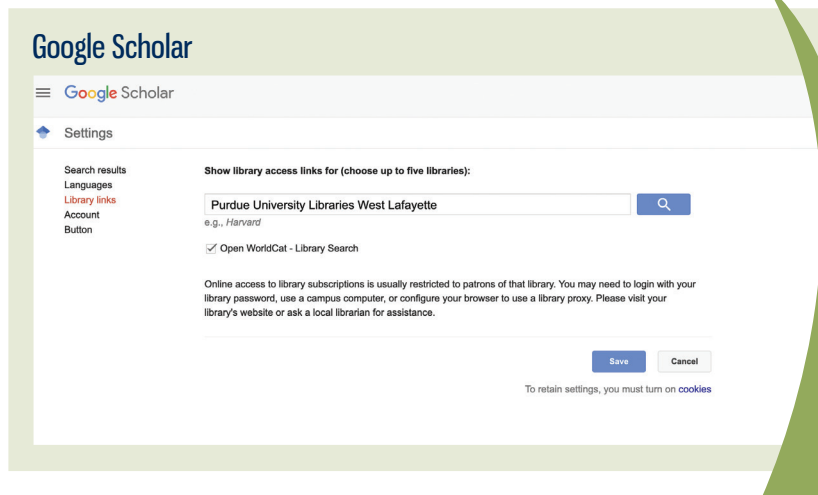 Google Scholar
Google Scholar
Settings
Search results
Languages
Library links
Account
Button
Show library access links for (choose up to five libraries):
Purdue University Libraries West Lafayette
e.g., Harvard
Open WorldCat - Library Search
Online access to library subscriptions is usually restricted to patrons of that library. You may need to login with your
library password, use a campus computer, or configure your browser to use a library proxy. Please visit your
library's website or ask a local librarian for assistance.
Save
Cancel
To retain settings, you must turn on cookies